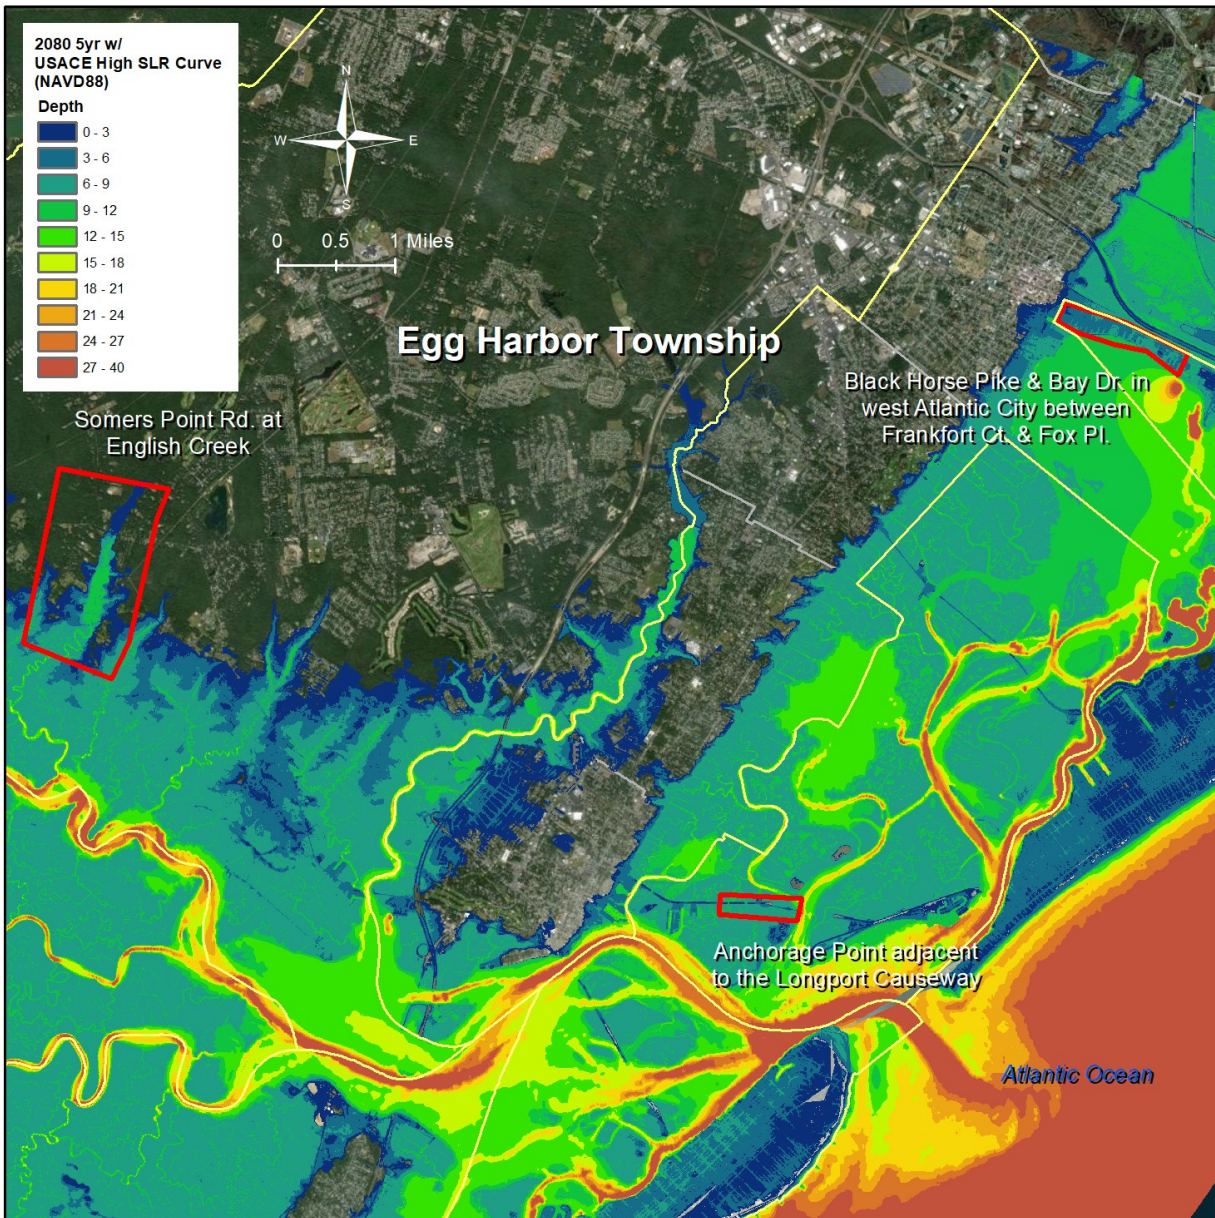 2080 5yr w/
USACE High SLR Curve
(NAVD88)
Depth
0 - 3
3 - 6
6 - 9
9 - 12
12 - 15
15 - 18
18 - 21
21 - 24
24 - 27
27 - 40
N
W
E
S
0 0.5 1 Miles
Egg Harbor Township
Black Horse Pike & Bay Dr. in
west Atlantic City between
Frankfort Ct. & Fox Pl.
Somers Point Rd. at
English Creek
Anchorage Point adjacent
to the Longport Causeway
Atlantic Ocean